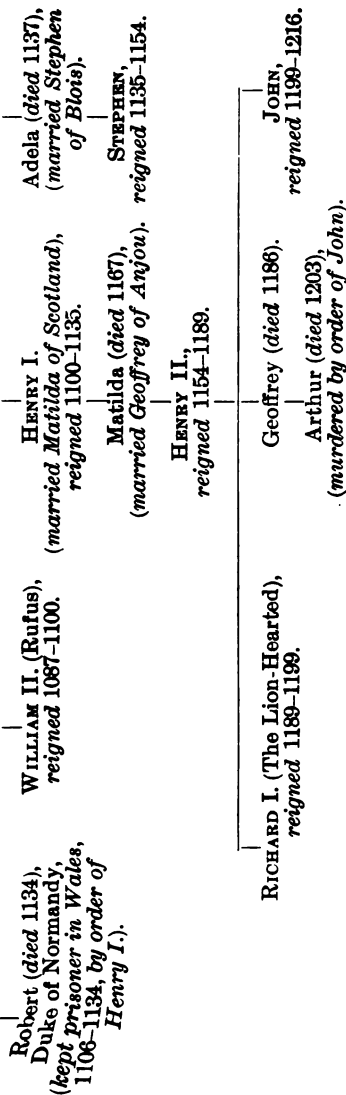 Robert (died 1134),
Duke of Normandy,
(kept prisoner in Wales,
1106–1134, by order of
Henry I.).
WILLIAM II. (Rufus),
reigned 1087–1100.
HENRY I.
(married Matilda of Scotland),
reigned 1100–1135.
Adela (died 1137),
(married Stephen
of Blois).
Matilda (died 1167),
(married Geoffrey of Anjou).
STEPHEN,
reigned 1135–1154.
HENRY II.,
reigned 1154–1189.
RICHARD I. (The Lion-Hearted),
reigned 1189–1199.
Geoffrey (died 1186).
JOHN,
reigned 1199–1216.
Arthur (died 1203),
(murdered by order of John).